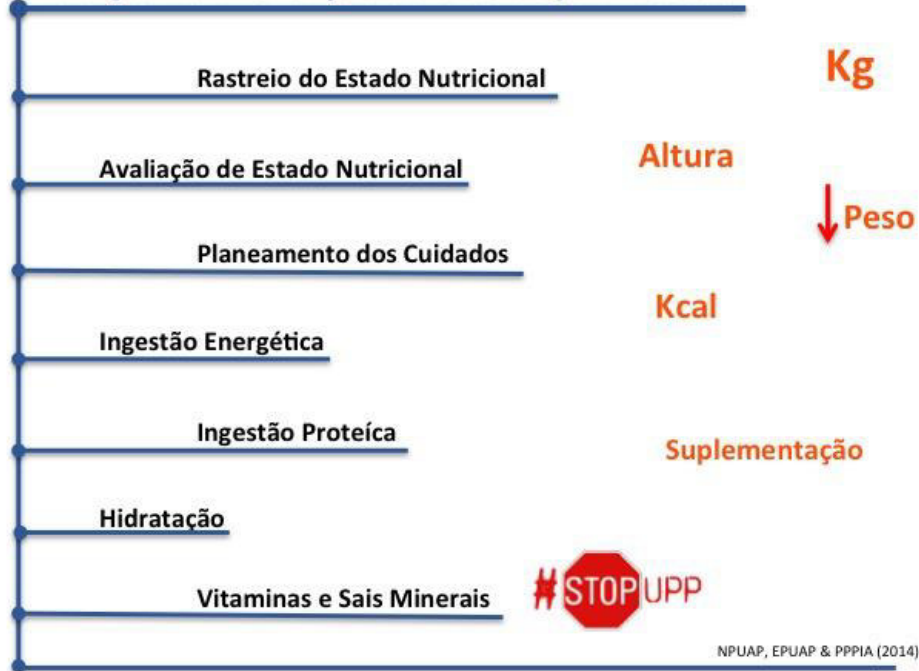 Rastreio do Estado Nutricional
Kg
Avaliação de Estado Nutricional
Altura
Peso
Planeamento dos Cuidados
Kcal
Ingestão Energética
Ingestão Proteíca
Suplementação
Hidratação
Vitaminas e Sais Minerais
#STOPUPP
NPUAP, EPUAP & PPPIA (2014)